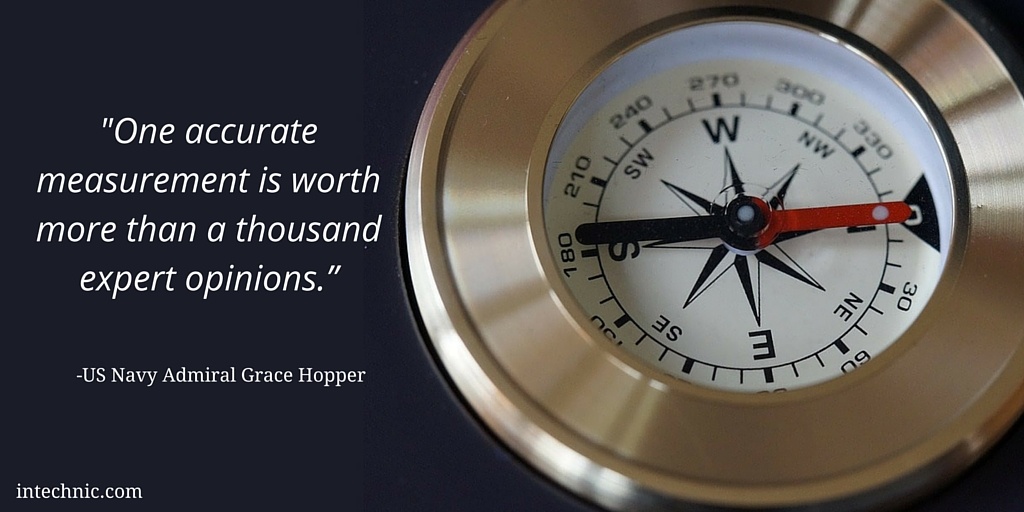 "One accurate
measurement is worth
more than a thousand
expert opinions.”
-US Navy Admiral Grace Hopper
intechnic.com
270
300
240
330
W
NW
SW
210
180
S
30
NE
SE
E
60